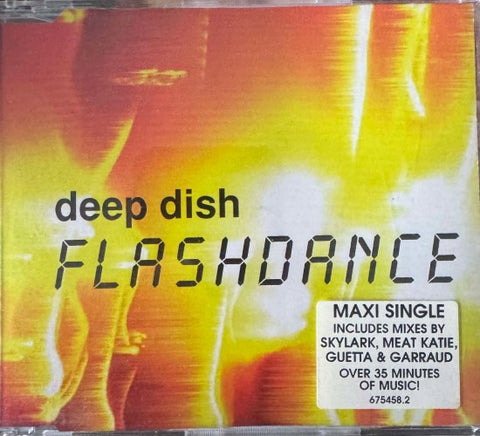 deep dish
FLASHDANCE
MAXI SINGLE
INCLUDES MIXES BY
SKYLARK, MEAT KATIE,
GUETTA & GARRAUD
OVER 35 MINUTES
OF MUSIC!
675458.2